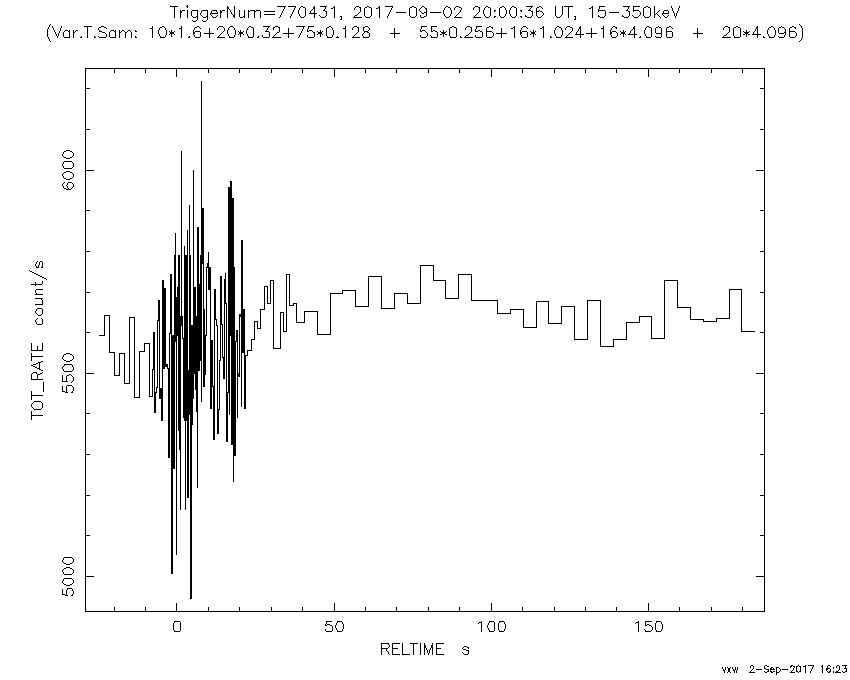 TriggerNum=770431, 2017-09-02 20:00:36 UT, 15-350keV
(Var.T.Sam: 10*1.6+20*0.32+75*0.128 + 55*0.256+16*1.024+16*4.096 + 20*4.096)
TOT_RATE count/s
6000
5500
5000
0 50 100 150
RELTIME s
vxw 2-Sep-2017 16:23